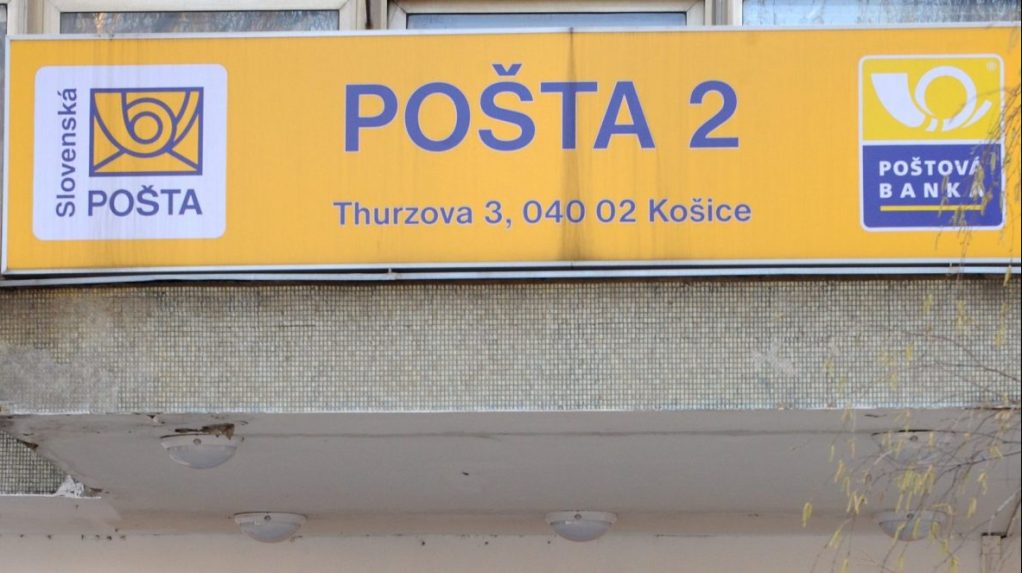 Slovenská
POŠTA
POŠTA 2
Thurzova 3, 040 02 Košice
POŠTOVÁ
BANKA